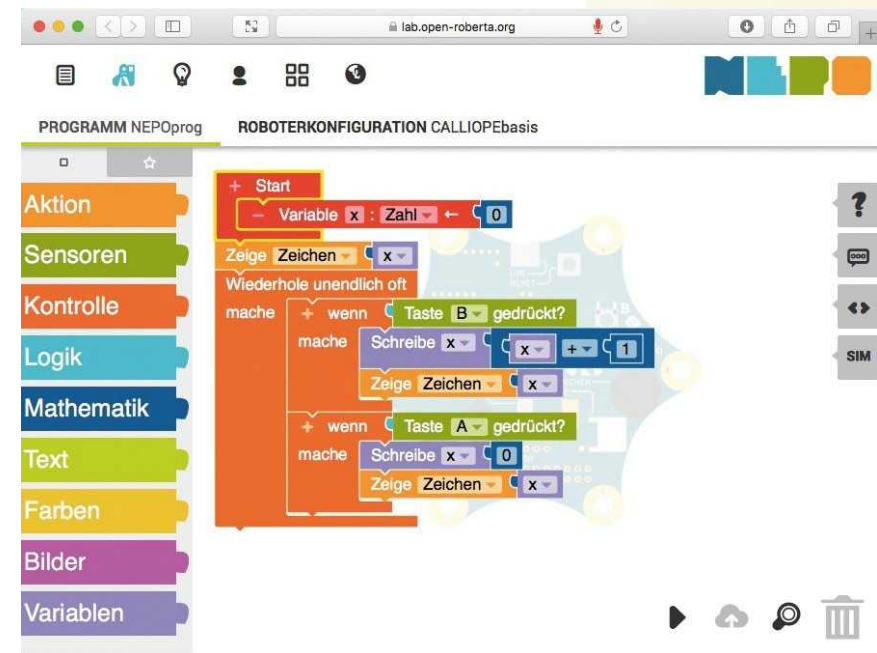 lab.open-roberta.org
NEPO
PROGRAMM NEPOprog ROBOTERKONFIGURATION CALLIOPEbasis
Aktion
Sensoren
Kontrolle
Logik
Mathematik
Text
Farben
Bilder
Variablen
+ Start
− Variable x : Zahl ← 0
Zeige Zeichen x
Wiederhole unendlich oft
mache + wenn Taste B gedrückt?
mache Schreibe x x + 1
Zeige Zeichen x
+ wenn Taste A gedrückt?
mache Schreibe x 0
Zeige Zeichen x
?
SIM